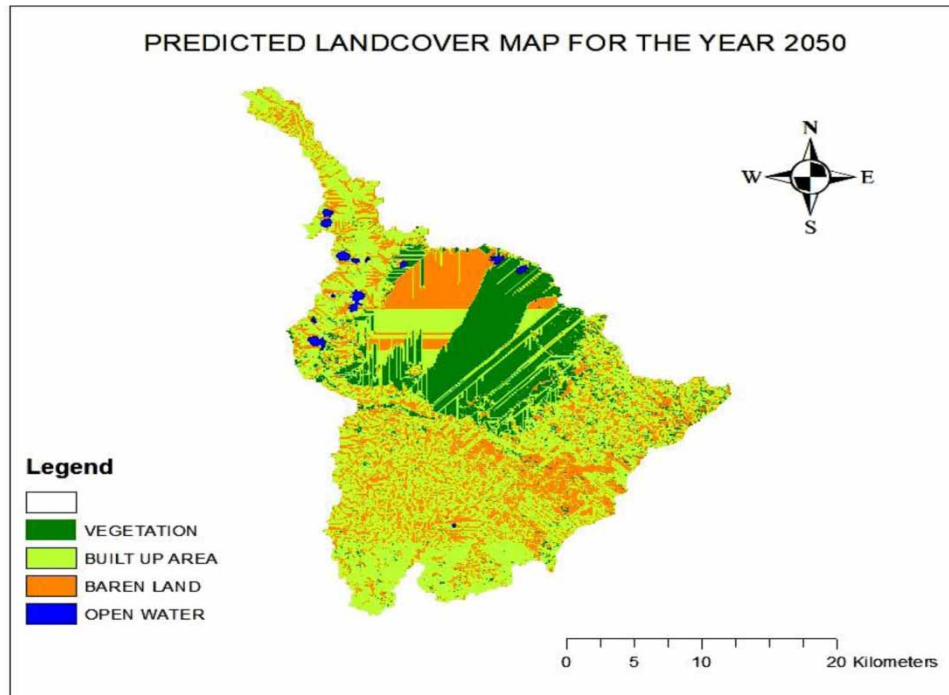 PREDICTED LANDCOVER MAP FOR THE YEAR 2050
N
W E
S
Legend
VEGETATION
BUILT UP AREA
BAREN LAND
OPEN WATER
0 5 10 20 Kilometers